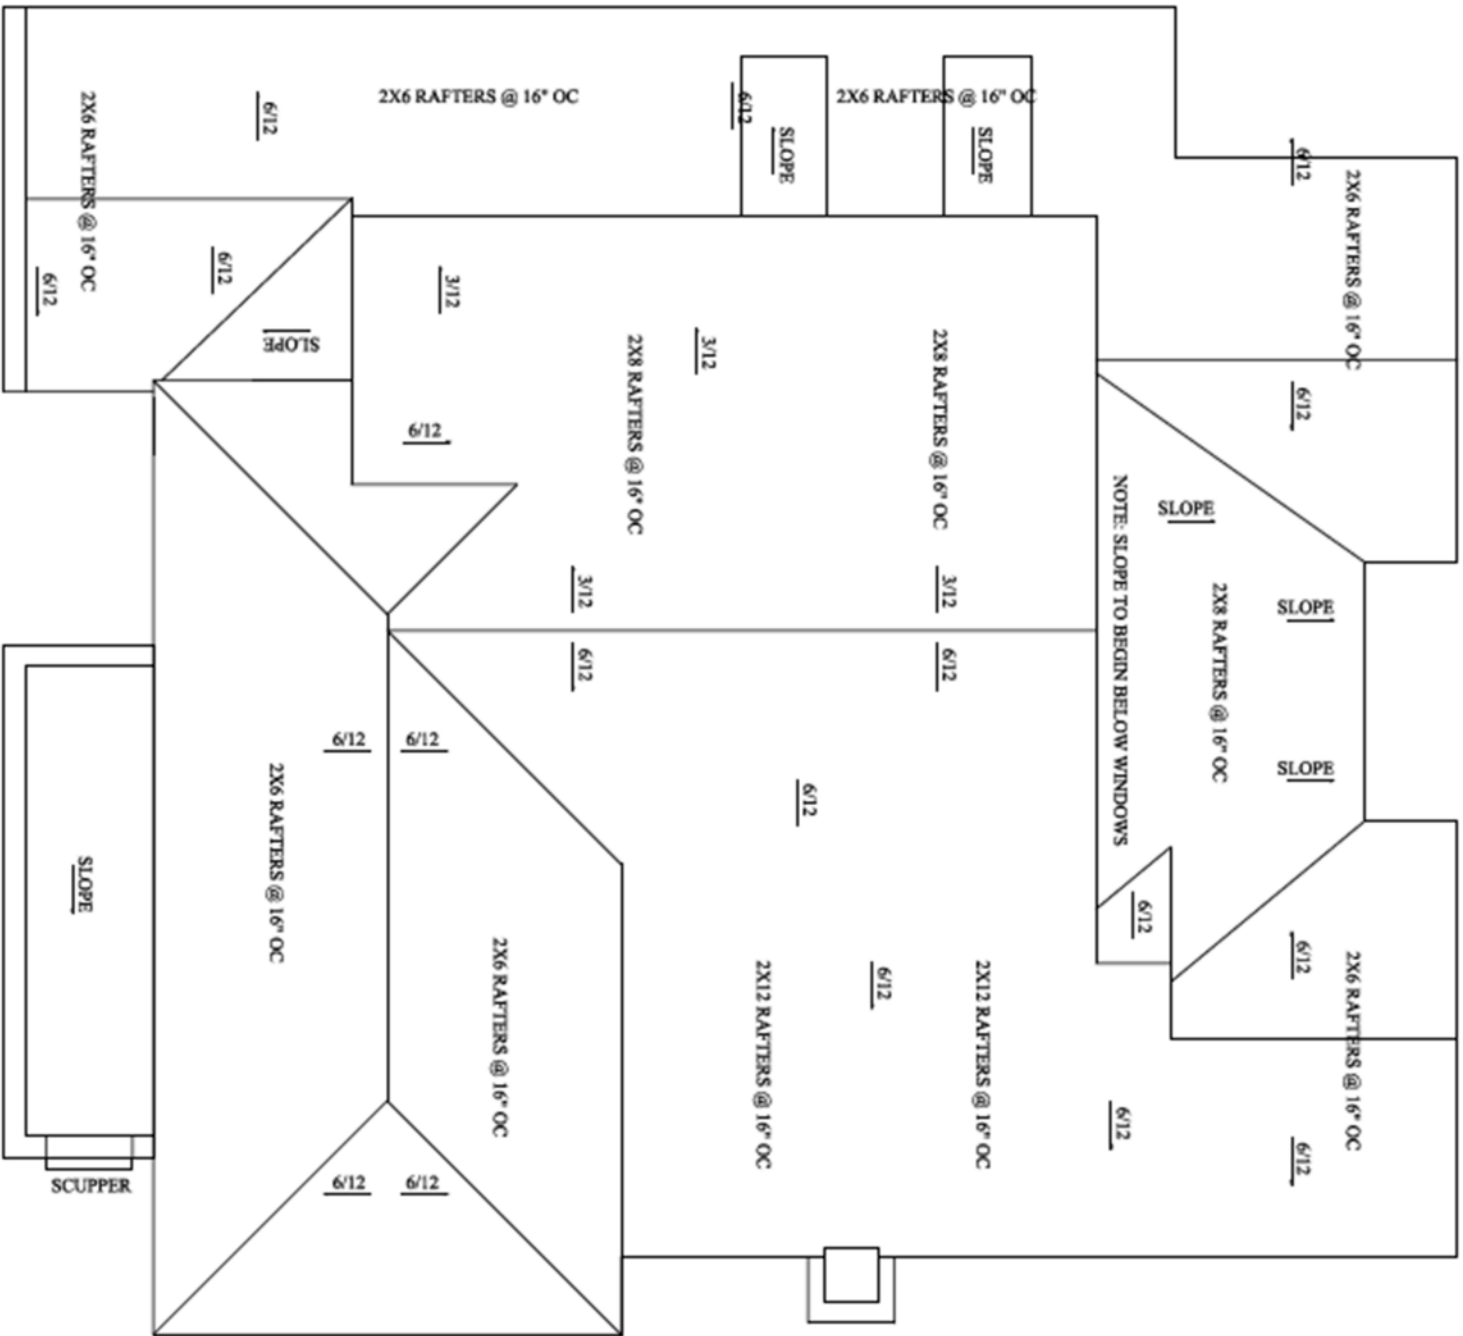 2X6 RAFTERS @ 16" OC
6/12
2X6 RAFTERS @ 16" OC
6/12
SLOPE
2X6 RAFTERS @ 16" OC
SLOPE
6/12
2X6 RAFTERS @ 16" OC
6/12
6/12
SLOPE
3/12
3/12
2X8 RAFTERS @ 16" OC
2X8 RAFTERS @ 16" OC
6/12
6/12
SLOPE
NOTE: SLOPE TO BEGIN BELOW WINDOWS
3/12
3/12
SLOPE
2X8 RAFTERS @ 16" OC
6/12
6/12
6/12
6/12
SLOPE
6/12
2X6 RAFTERS @ 16" OC
SLOPE
6/12
2X6 RAFTERS @ 16" OC
6/12
2X12 RAFTERS @ 16" OC
2X12 RAFTERS @ 16" OC
6/12
2X6 RAFTERS @ 16" OC
6/12
6/12
6/12
6/12
SCUPPER